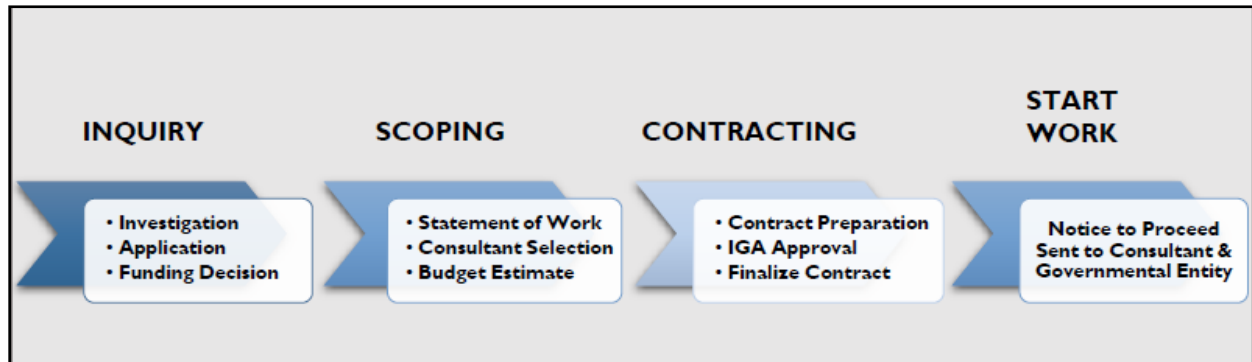 INQUIRY
• Investigation
• Application
• Funding Decision
SCOPING
• Statement of Work
• Consultant Selection
• Budget Estimate
CONTRACTING
• Contract Preparation
• IGA Approval
• Finalize Contract
START
WORK
Notice to Proceed
Sent to Consultant &
Governmental Entity